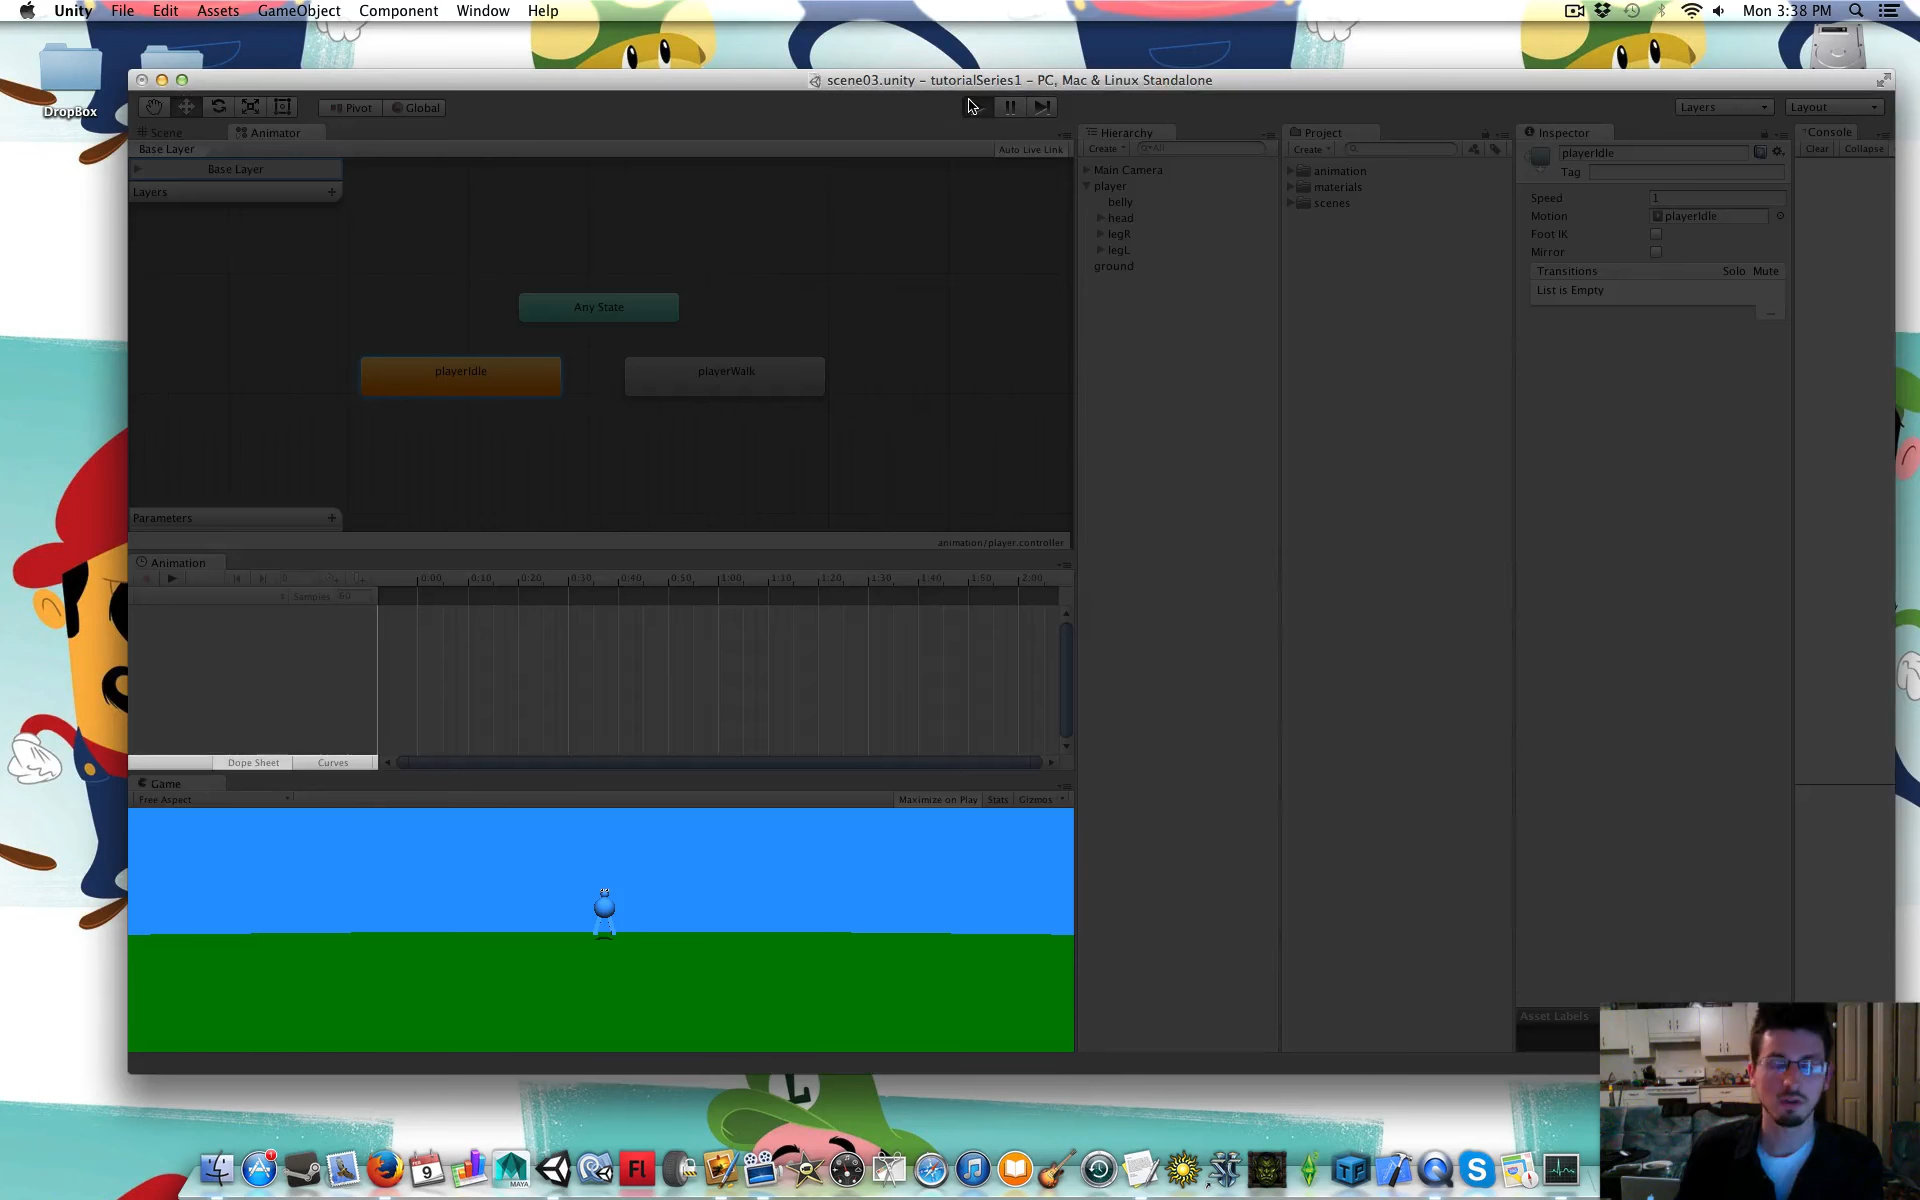 Unity File Edit Assets GameObject Component Window Help
Mon 3:38 PM
DropBox
scene03.unity – tutorialSeries1 – PC, Mac & Linux Standalone
Pivot Global
Layers Layout
Scene Animator
Base Layer Auto Live Link
Base Layer
Layers
Any State
playerIdle playerWalk
Parameters
animation/player.controller
Animation
0:00 0:10 0:20 0:30 0:40 0:50 1:00 1:10 1:20 1:30 1:40 1:50 2:00
Samples 60
Dope Sheet Curves
Game
Free Aspect Maximize on Play Stats Gizmos
Hierarchy
Create All
Main Camera
player
belly
head
legR
legL
ground
Project
Create
animation
materials
scenes
Inspector
playerIdle
Tag
Speed 1
Motion playerIdle
Foot IK
Mirror
Transitions Solo Mute
List is Empty
Asset Labels
Console
Clear Collapse
L
1
9
MAYA
Fl
TP
S